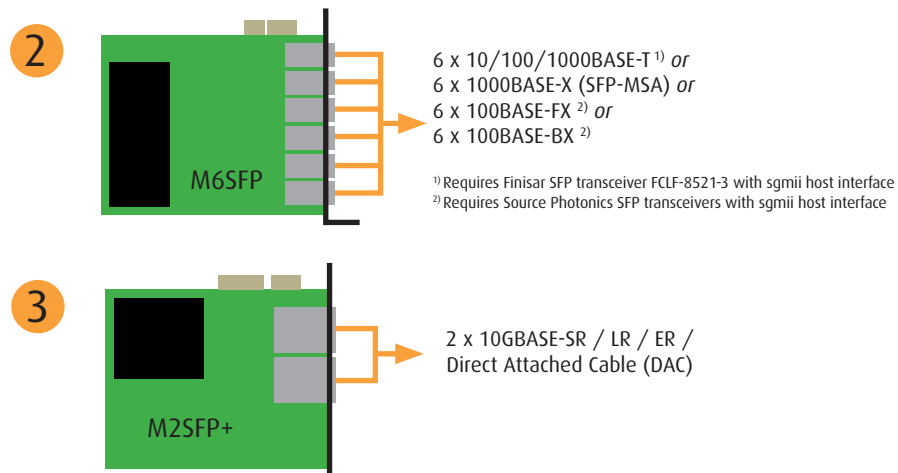 2
M6SFP
6 x 10/100/1000BASE-T ¹⁾ or
6 x 1000BASE-X (SFP-MSA) or
6 x 100BASE-FX ²⁾ or
6 x 100BASE-BX ²⁾
¹⁾ Requires Finisar SFP transceiver FCLF-8521-3 with sgmii host interface
²⁾ Requires Source Photonics SFP transceivers with sgmii host interface
3
M2SFP+
2 x 10GBASE-SR / LR / ER /
Direct Attached Cable (DAC)